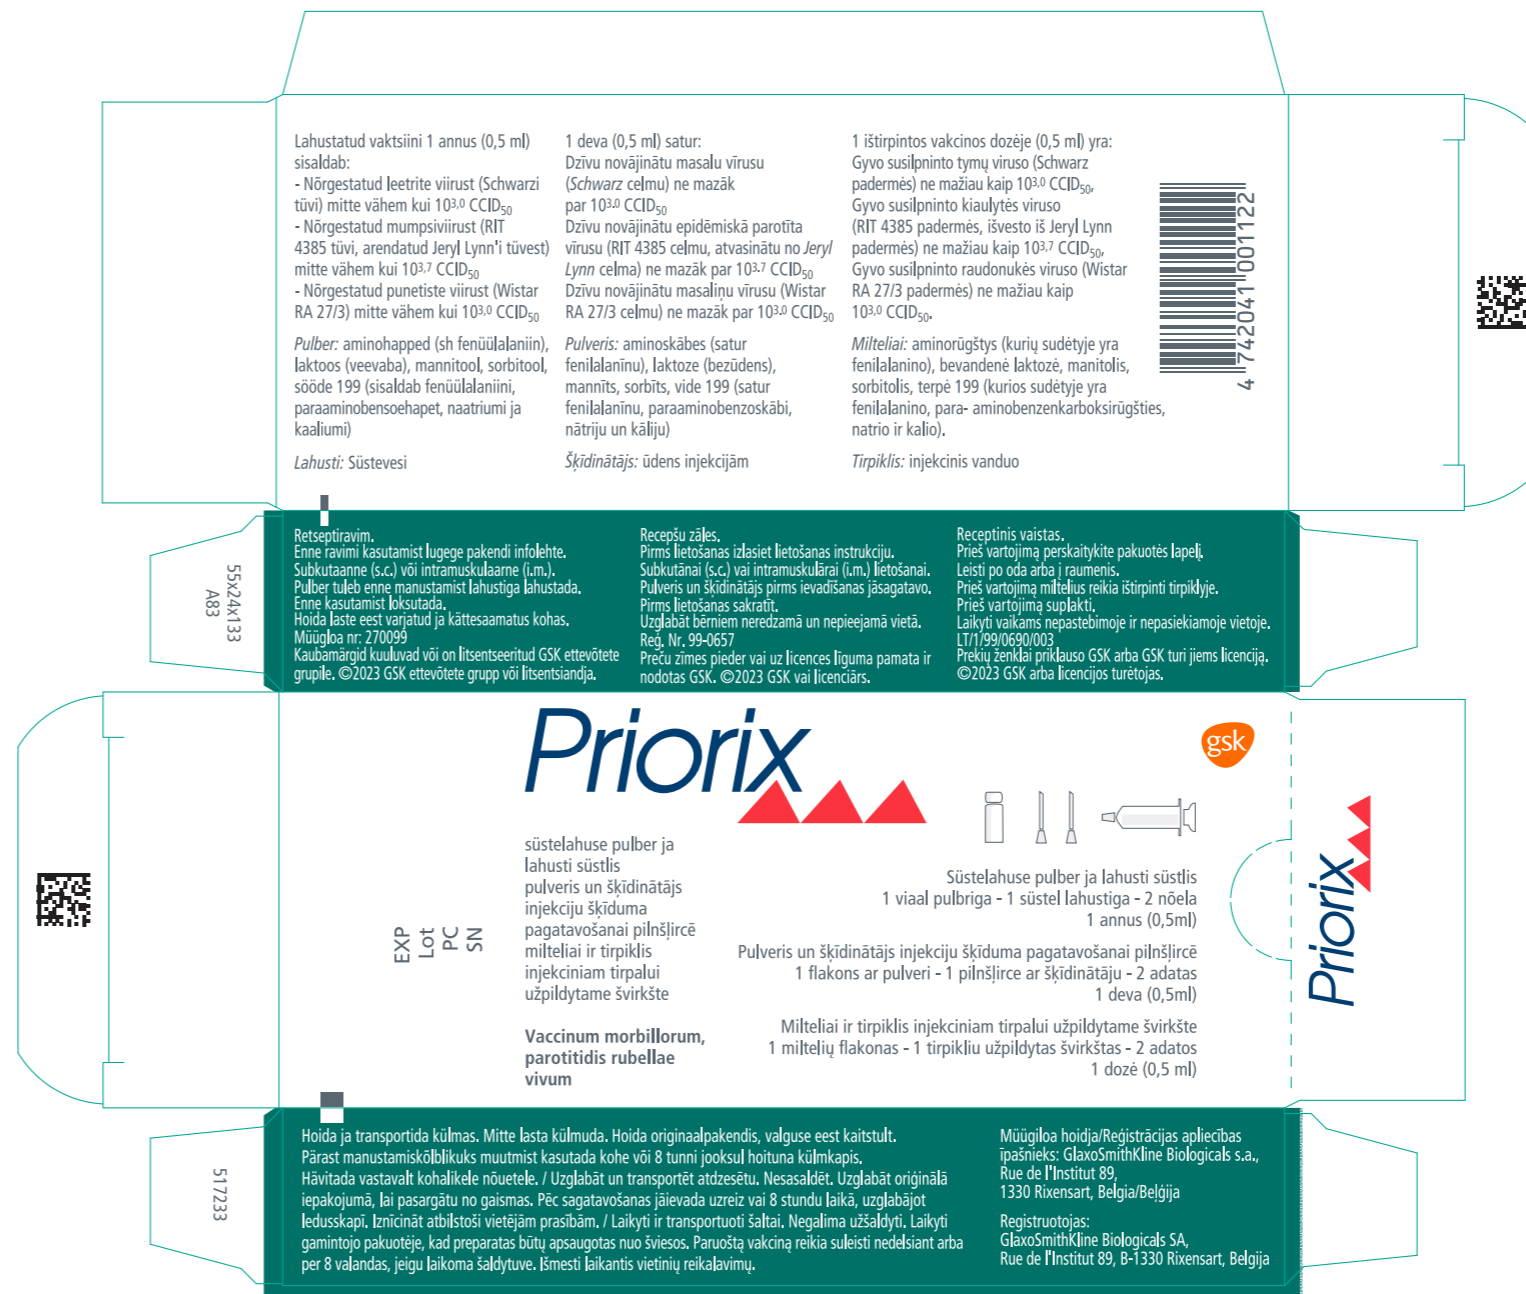 Lahustatud vaktsiini 1 annus (0,5 ml)
sisaldab:
- Nõrgestatud leetrite viirust (Schwarzi
tüvi) mitte vähem kui 10³,⁰ CCID₅₀
- Nõrgestatud mumpsiviirust (RIT
4385 tüvi, arendatud Jeryl Lynn'i tüvest)
mitte vähem kui 10³,⁷ CCID₅₀
- Nõrgestatud punetiste viirust (Wistar
RA 27/3) mitte vähem kui 10³,⁰ CCID₅₀
Pulber: aminohapped (sh fenüülalaniin),
laktoos (veevaba), mannitool, sorbitool,
sööde 199 (sisaldab fenüülalaniini,
paraaminobensoehapet, naatriumi ja
kaaliumi)
Lahusti: Süstevesi
1 deva (0,5 ml) satur:
Dzīvu novājinātu masalu vīrusu
(Schwarz celmu) ne mazāk
par 10³·⁰ CCID₅₀
Dzīvu novājinātu epidēmiskā parotīta
vīrusu (RIT 4385 celmu, atvasinātu no Jeryl
Lynn celma) ne mazāk par 10³·⁷ CCID₅₀
Dzīvu novājinātu masaliņu vīrusu (Wistar
RA 27/3 celmu) ne mazāk par 10³·⁰ CCID₅₀
Pulveris: aminoskābes (satur
fenilalanīnu), laktoze (bezūdens),
mannīts, sorbīts, vide 199 (satur
fenilalanīnu, paraaminobenzoskābi,
nātriju un kāliju)
Šķīdinātājs: ūdens injekcijām
1 ištirpintos vakcinos dozėje (0,5 ml) yra:
Gyvo susilpninto tymų viruso (Schwarz
padermės) ne mažiau kaip 10³,⁰ CCID₅₀,
Gyvo susilpninto kiaulytės viruso
(RIT 4385 padermės, išvesto iš Jeryl Lynn
padermės) ne mažiau kaip 10³,⁷ CCID₅₀,
Gyvo susilpninto raudonukės viruso (Wistar
RA 27/3 padermės) ne mažiau kaip
10³,⁰ CCID₅₀.
Milteliai: aminorūgštys (kurių sudėtyje yra
fenilalanino), bevandenė laktozė, manitolis,
sorbitolis, terpė 199 (kurios sudėtyje yra
fenilalanino, para- aminobenzenkarboksirūgšties,
natrio ir kalio).
Tirpiklis: injekcinis vanduo
4 742041 001122
55x24x133
A83
Retseptiravim.
Enne ravimi kasutamist lugege pakendi infolehte.
Subkutaanne (s.c.) või intramuskulaarne (i.m.).
Pulber tuleb enne manustamist lahustiga lahustada.
Enne kasutamist loksutada.
Hoida laste eest varjatud ja kättesaamatus kohas.
Müügloa nr: 270099
Kaubamärgid kuuluvad või on litsentseeritud GSK ettevõtete
grupile. ©2023 GSK ettevõtete grupp või litsentsiandja.
Recepšu zāles.
Pirms lietošanas izlasiet lietošanas instrukciju.
Subkutānai (s.c.) vai intramuskulārai (i.m.) lietošanai.
Pulveris un šķīdinātājs pirms ievadīšanas jāsagatavo.
Pirms lietošanas sakratīt.
Uzglabāt bērniem neredzamā un nepieejamā vietā.
Reģ. Nr. 99-0657
Preču zīmes pieder vai uz licences līguma pamata ir
nodotas GSK. ©2023 GSK vai licenciārs.
Receptinis vaistas.
Prieš vartojimą perskaitykite pakuotės lapelį.
Leisti po oda arba į raumenis.
Prieš vartojimą miltelius reikia ištirpinti tirpiklyje.
Prieš vartojimą suplakti.
Laikyti vaikams nepastebimoje ir nepasiekiamoje vietoje.
LT/1/99/0690/003
Prekių ženklai priklauso GSK arba GSK turi jiems licenciją.
©2023 GSK arba licencijos turėtojas.
Priorix
gsk
EXP
Lot
PC
SN
süstelahuse pulber ja
lahusti süstlis
pulveris un šķīdinātājs
injekciju šķīduma
pagatavošanai pilnšļircē
milteliai ir tirpiklis
injekciniam tirpalui
užpildytame švirkšte
Vaccinum morbillorum,
parotitidis rubellae
vivum
Süstelahuse pulber ja lahusti süstlis
1 viaal pulbriga - 1 süstel lahustiga - 2 nõela
1 annus (0,5ml)
Pulveris un šķīdinātājs injekciju šķīduma pagatavošanai pilnšļircē
1 flakons ar pulveri - 1 pilnšļirce ar šķīdinātāju - 2 adatas
1 deva (0,5ml)
Milteliai ir tirpiklis injekciniam tirpalui užpildytame švirkšte
1 miltelių flakonas - 1 tirpikliu užpildytas švirkštas - 2 adatos
1 dozė (0,5 ml)
Priorix
517233
Hoida ja transportida külmas. Mitte lasta külmuda. Hoida originaalpakendis, valguse eest kaitstult.
Pärast manustamiskõlblikuks muutmist kasutada kohe või 8 tunni jooksul hoituna külmkapis.
Hävitada vastavalt kohalikele nõuetele. / Uzglabāt un transportēt atdzesētu. Nesasaldēt. Uzglabāt oriģinālā
iepakojumā, lai pasargātu no gaismas. Pēc sagatavošanas jāievada uzreiz vai 8 stundu laikā, uzglabājot
ledusskapī. Iznīcināt atbilstoši vietējām prasībām. / Laikyti ir transportuoti šaltai. Negalima užšaldyti. Laikyti
gamintojo pakuotėje, kad preparatas būtų apsaugotas nuo šviesos. Paruoštą vakciną reikia suleisti nedelsiant arba
per 8 valandas, jeigu laikoma šaldytuve. Išmesti laikantis vietinių reikalavimų.
Müügiloa hoidja/Reģistrācijas apliecības
īpašnieks: GlaxoSmithKline Biologicals s.a.,
Rue de l'Institut 89,
1330 Rixensart, Belgia/Beļģija
Registruotojas:
GlaxoSmithKline Biologicals SA,
Rue de l'Institut 89, B-1330 Rixensart, Belgija